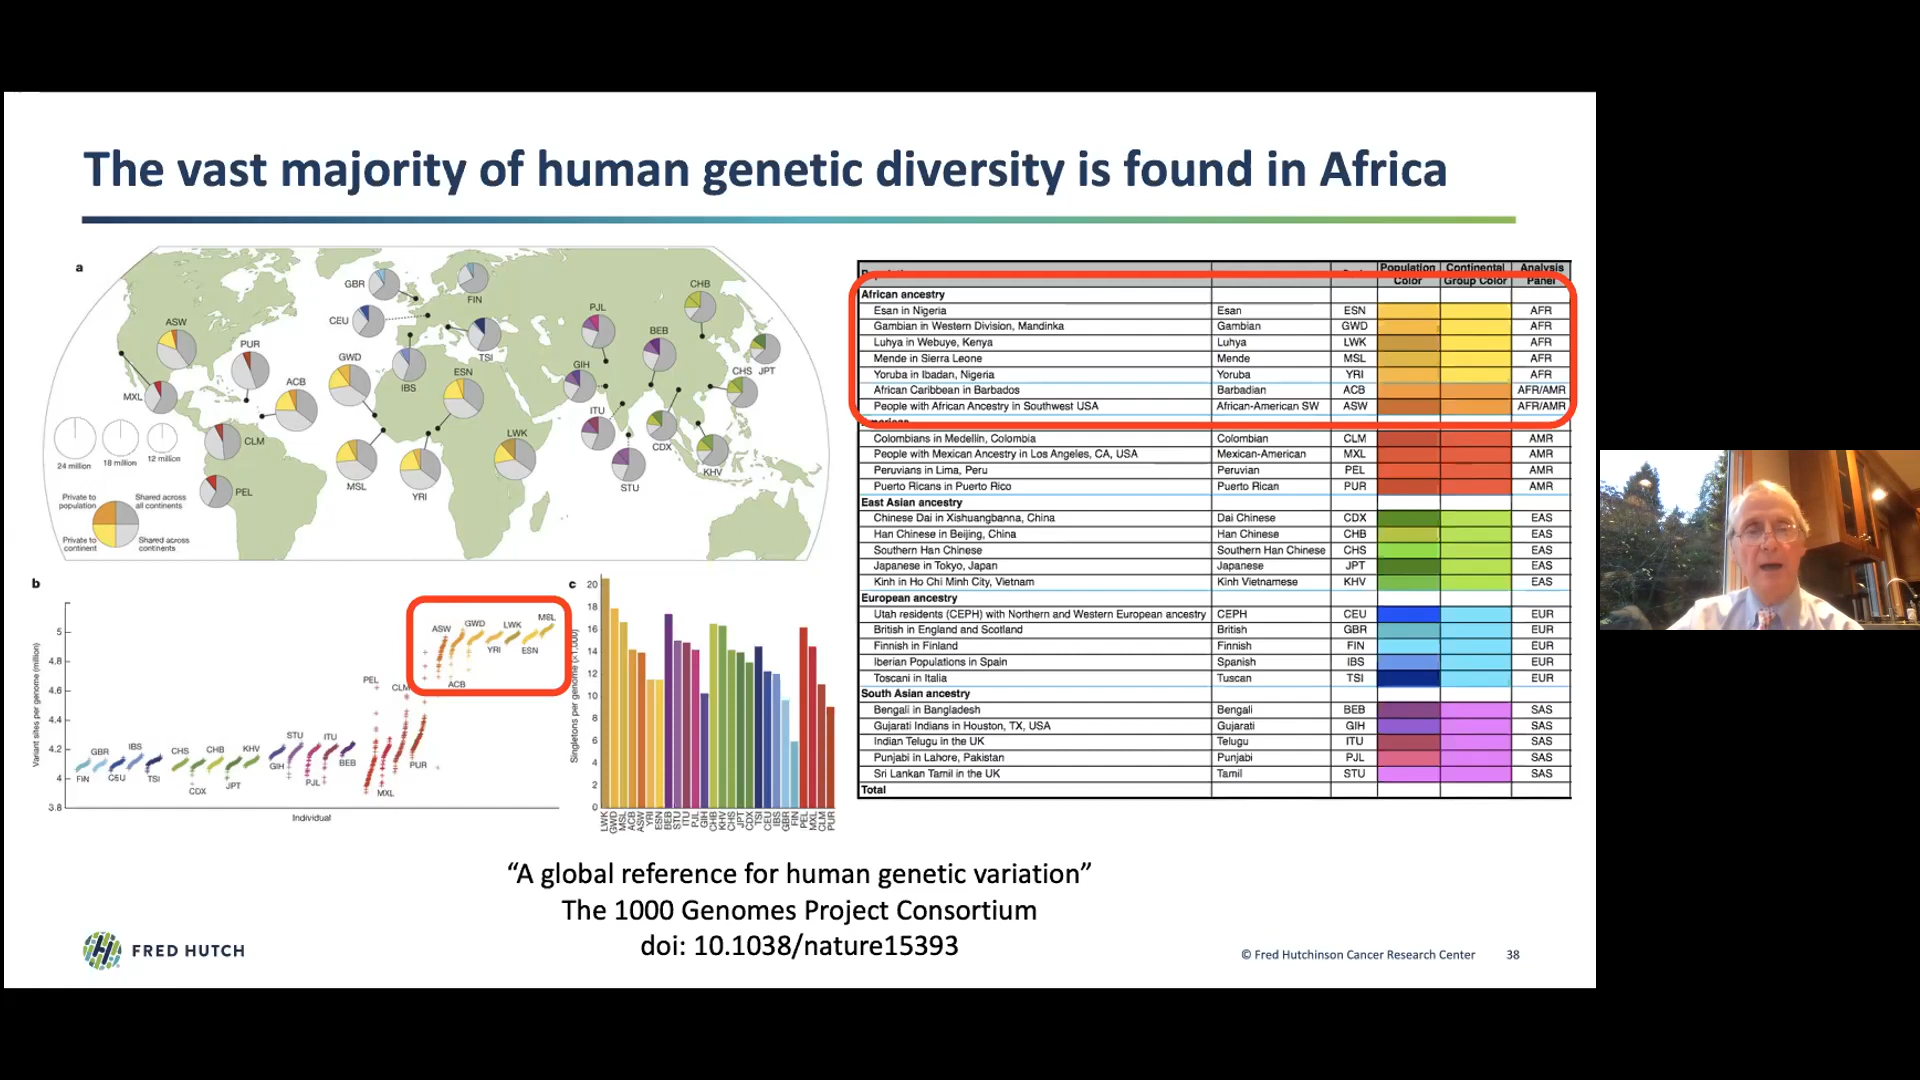 The vast majority of human genetic diversity is found in Africa
a
GBR
FIN
CHB
CEU
PJL
ASW
BEB
PUR
TSI
GWD
ESN
GIH
CHS
JPT
IBS
ACB
MXL
ITU
LWK
CLM
CDX
KHV
MSL
YRI
STU
PEL
24 million
18 million
12 million
Private to population
Shared across all continents
Private to continent
Shared across continents
b
Variant sites per genome (million)
5
4.8
4.6
4.4
4.2
4
3.8
ASW
GWD
LWK
MSL
YRI
ESN
ACB
PEL
CLM
PUR
MXL
GBR
IBS
CHS
CHB
KHV
STU
ITU
FIN
CEU
TSI
CDX
JPT
GIH
PJL
BEB
Individual
c
Singletons per genome (×1,000)
20
18
16
14
12
10
8
6
4
2
0
LWK GWD MSL ACB ASW YRI ESN BEB STU ITU PJL GIH CHB KHV CHS JPT CDX TSI CEU IBS GBR FIN PEL MXL CLM PUR
Population Color Continental Group Color Analysis Panel
African ancestry
Esan in Nigeria Esan ESN AFR
Gambian in Western Division, Mandinka Gambian GWD AFR
Luhya in Webuye, Kenya Luhya LWK AFR
Mende in Sierra Leone Mende MSL AFR
Yoruba in Ibadan, Nigeria Yoruba YRI AFR
African Caribbean in Barbados Barbadian ACB AFR/AMR
People with African Ancestry in Southwest USA African-American SW ASW AFR/AMR
Colombians in Medellín, Colombia Colombian CLM AMR
People with Mexican Ancestry in Los Angeles, CA, USA Mexican-American MXL AMR
Peruvians in Lima, Peru Peruvian PEL AMR
Puerto Ricans in Puerto Rico Puerto Rican PUR AMR
East Asian ancestry
Chinese Dai in Xishuangbanna, China Dai Chinese CDX EAS
Han Chinese in Beijing, China Han Chinese CHB EAS
Southern Han Chinese Southern Han Chinese CHS EAS
Japanese in Tokyo, Japan Japanese JPT EAS
Kinh in Ho Chi Minh City, Vietnam Kinh Vietnamese KHV EAS
European ancestry
Utah residents (CEPH) with Northern and Western European ancestry CEPH CEU EUR
British in England and Scotland British GBR EUR
Finnish in Finland Finnish FIN EUR
Iberian Populations in Spain Spanish IBS EUR
Toscani in Italia Tuscan TSI EUR
South Asian ancestry
Bengali in Bangladesh Bengali BEB SAS
Gujarati Indians in Houston, TX, USA Gujarati GIH SAS
Indian Telugu in the UK Telugu ITU SAS
Punjabi in Lahore, Pakistan Punjabi PJL SAS
Sri Lankan Tamil in the UK Tamil STU SAS
Total
“A global reference for human genetic variation”
The 1000 Genomes Project Consortium
doi: 10.1038/nature15393
FRED HUTCH
© Fred Hutchinson Cancer Research Center 38